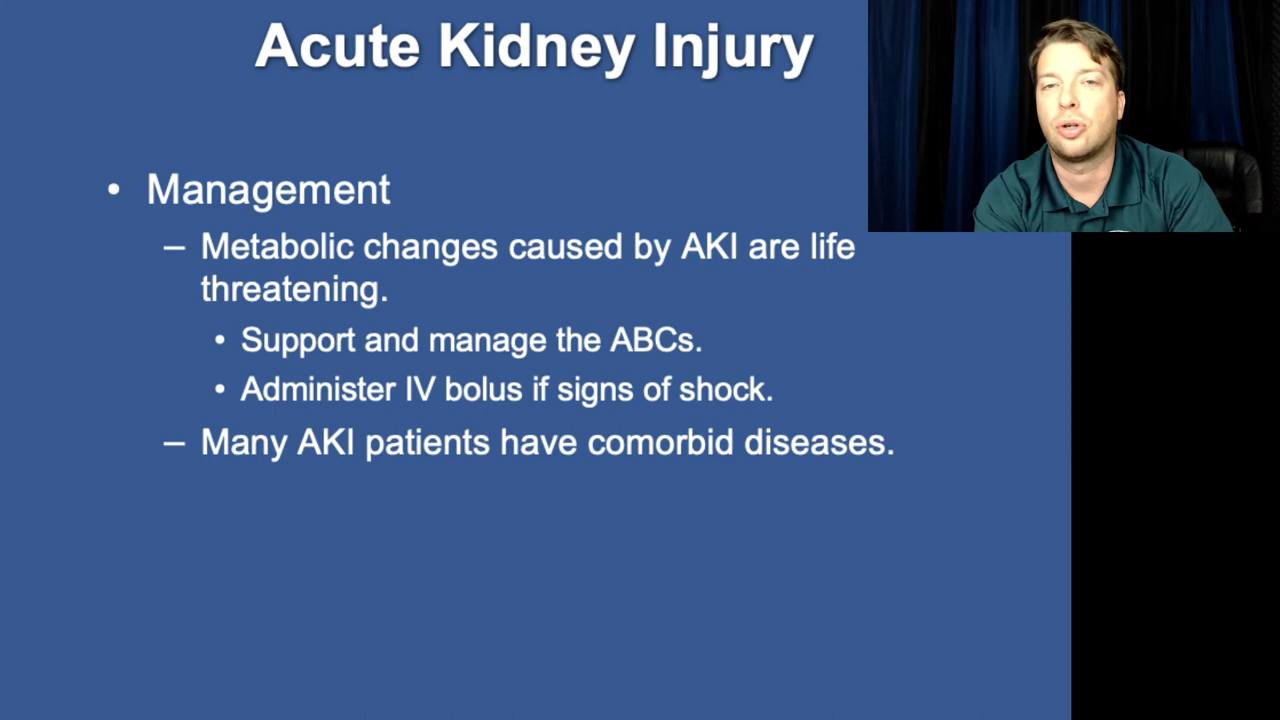 Acute Kidney Injury
• Management
– Metabolic changes caused by AKI are life
threatening.
• Support and manage the ABCs.
• Administer IV bolus if signs of shock.
– Many AKI patients have comorbid diseases.